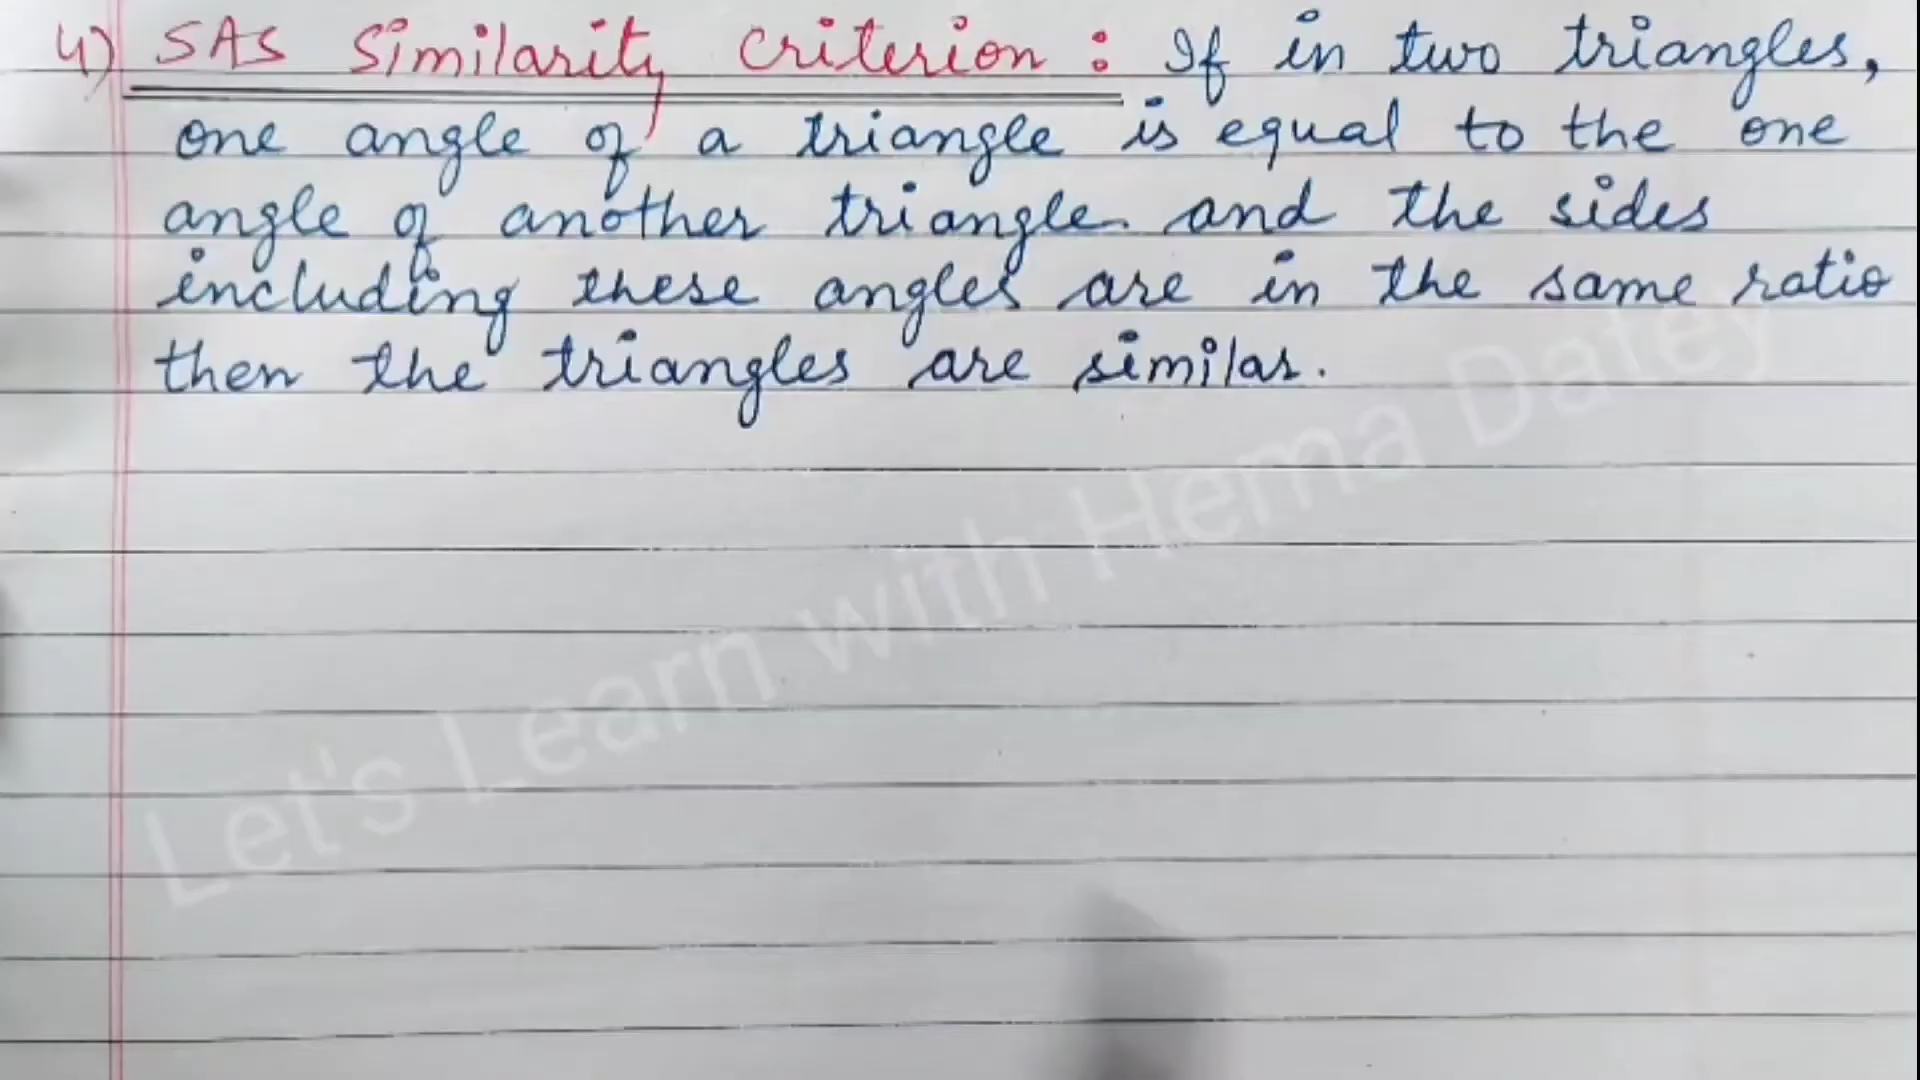 4) SAS Similarity Criterion : If in two triangles,
one angle of a triangle is equal to the one
angle of another triangle and the sides
including these angles are in the same ratio
then the triangles are similar.
Let's Learn with Hema Datey